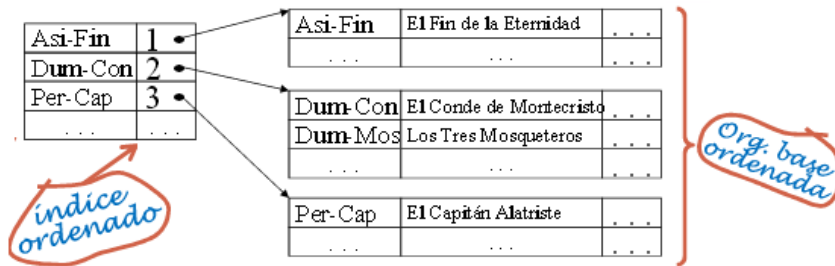 Asi-Fin 1
Dum-Con 2
Per-Cap 3
. . . . . .
índice
ordenado
Asi-Fin El Fin de la Eternidad . . .
. . . . . . . . .
Dum-Con El Conde de Montecristo . . .
Dum-Mos Los Tres Mosqueteros . . .
. . . . . . . . .
Per-Cap El Capitán Alatriste . . .
. . . . . . . . .
Org. base
ordenada